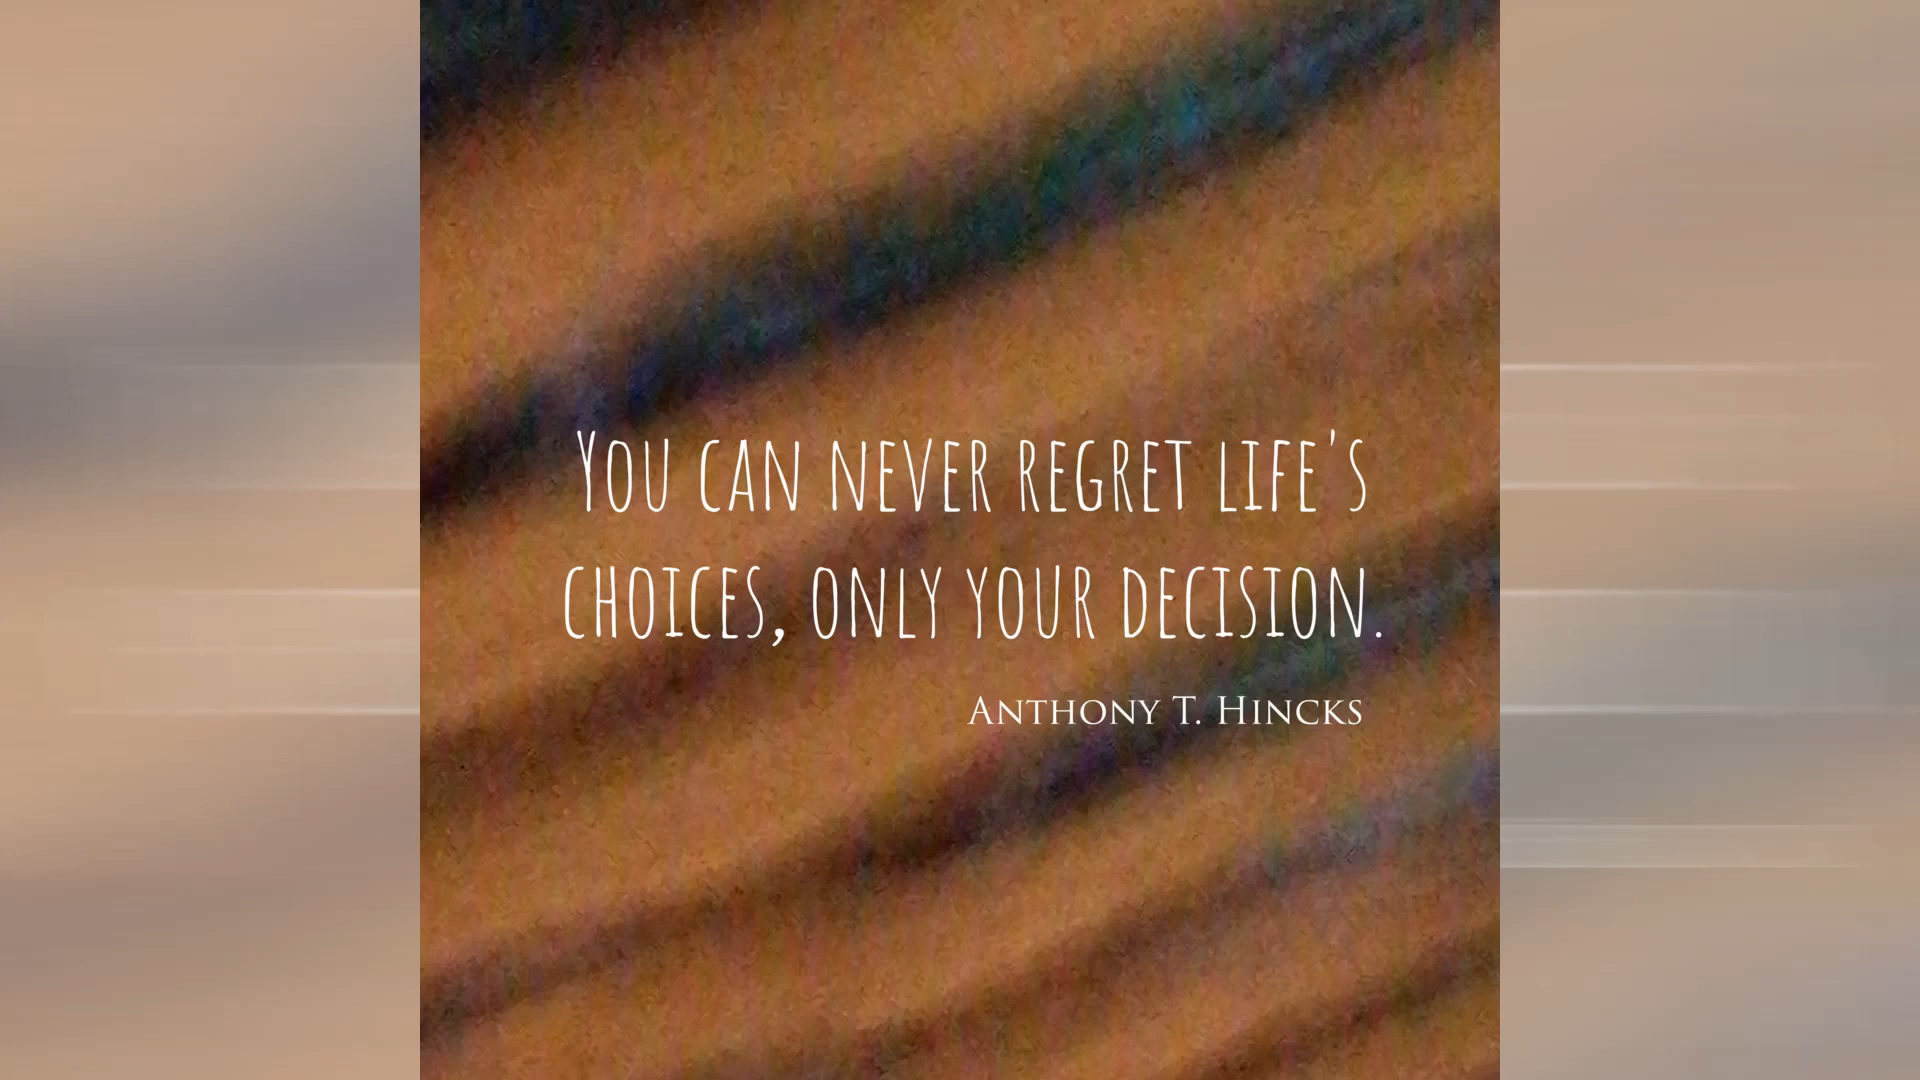 You can never regret life's
choices, only your decision.
Anthony T. Hincks